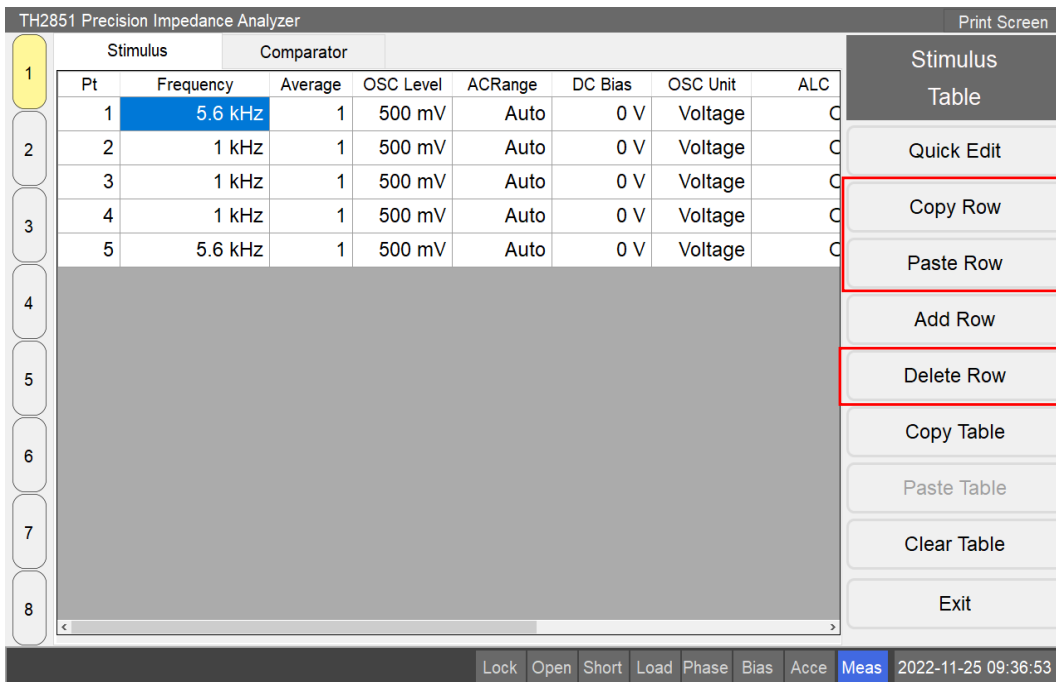 TH2851 Precision Impedance Analyzer Print Screen
Stimulus Comparator
Stimulus
Table
Pt Frequency Average OSC Level ACRange DC Bias OSC Unit ALC
1 5.6 kHz 1 500 mV Auto 0 V Voltage
2 1 kHz 1 500 mV Auto 0 V Voltage
3 1 kHz 1 500 mV Auto 0 V Voltage
4 1 kHz 1 500 mV Auto 0 V Voltage
5 5.6 kHz 1 500 mV Auto 0 V Voltage
1
2
3
4
5
6
7
8
Quick Edit
Copy Row
Paste Row
Add Row
Delete Row
Copy Table
Paste Table
Clear Table
Exit
Lock Open Short Load Phase Bias Acce Meas 2022-11-25 09:36:53